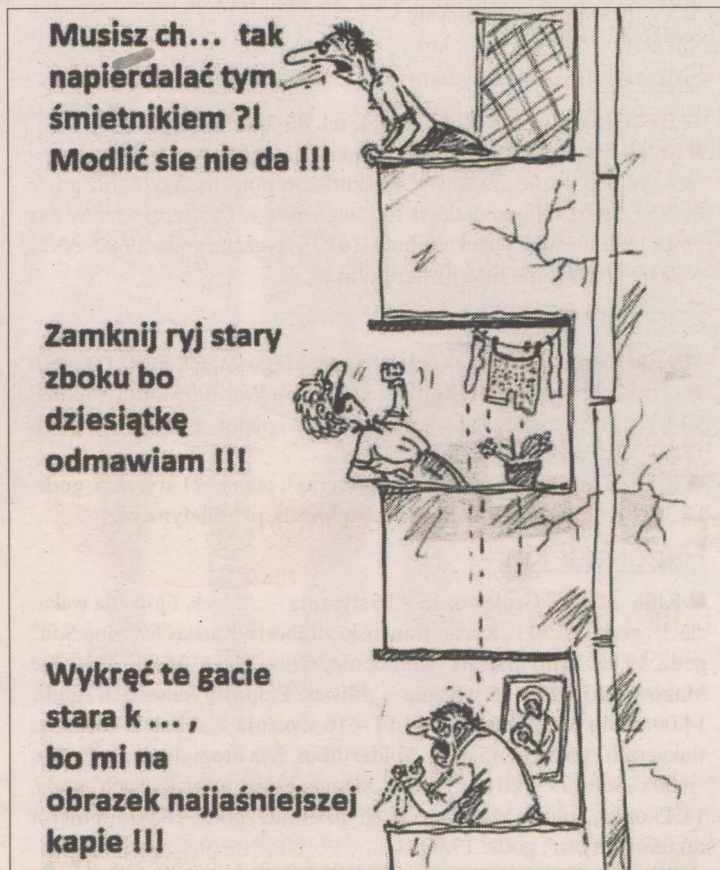 Musisz ch... tak
napierdalać tym
śmietnikiem ?!
Modlić sie nie da !!!
Zamknij ryj stary
zboku bo
dziesiątkę
odmawiam !!!
Wykręć te gacie
stara k . . ,
bo mi na
obrazek najjaśniejszej
kapie !!!